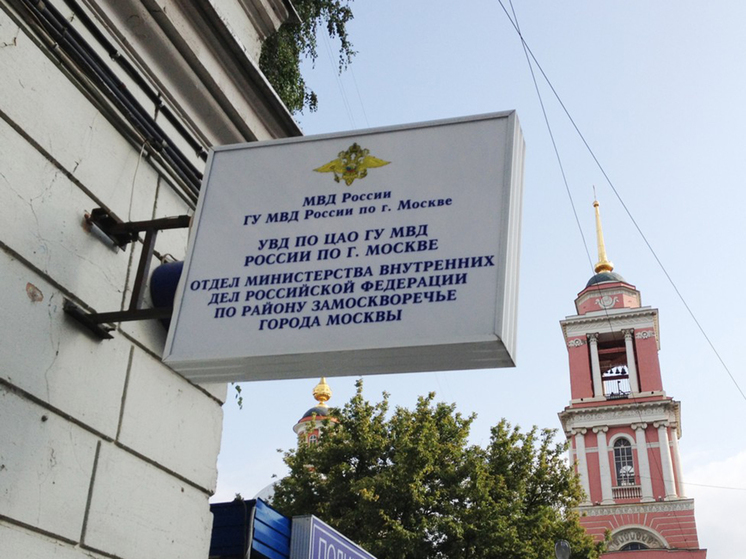 МВД России
ГУ МВД России по г. Москве
УВД ПО ЦАО ГУ МВД
РОССИИ ПО Г. МОСКВЕ
ОТДЕЛ МИНИСТЕРСТВА ВНУТРЕННИХ
ДЕЛ РОССИЙСКОЙ ФЕДЕРАЦИИ
ПО РАЙОНУ ЗАМОСКВОРЕЧЬЕ
ГОРОДА МОСКВЫ